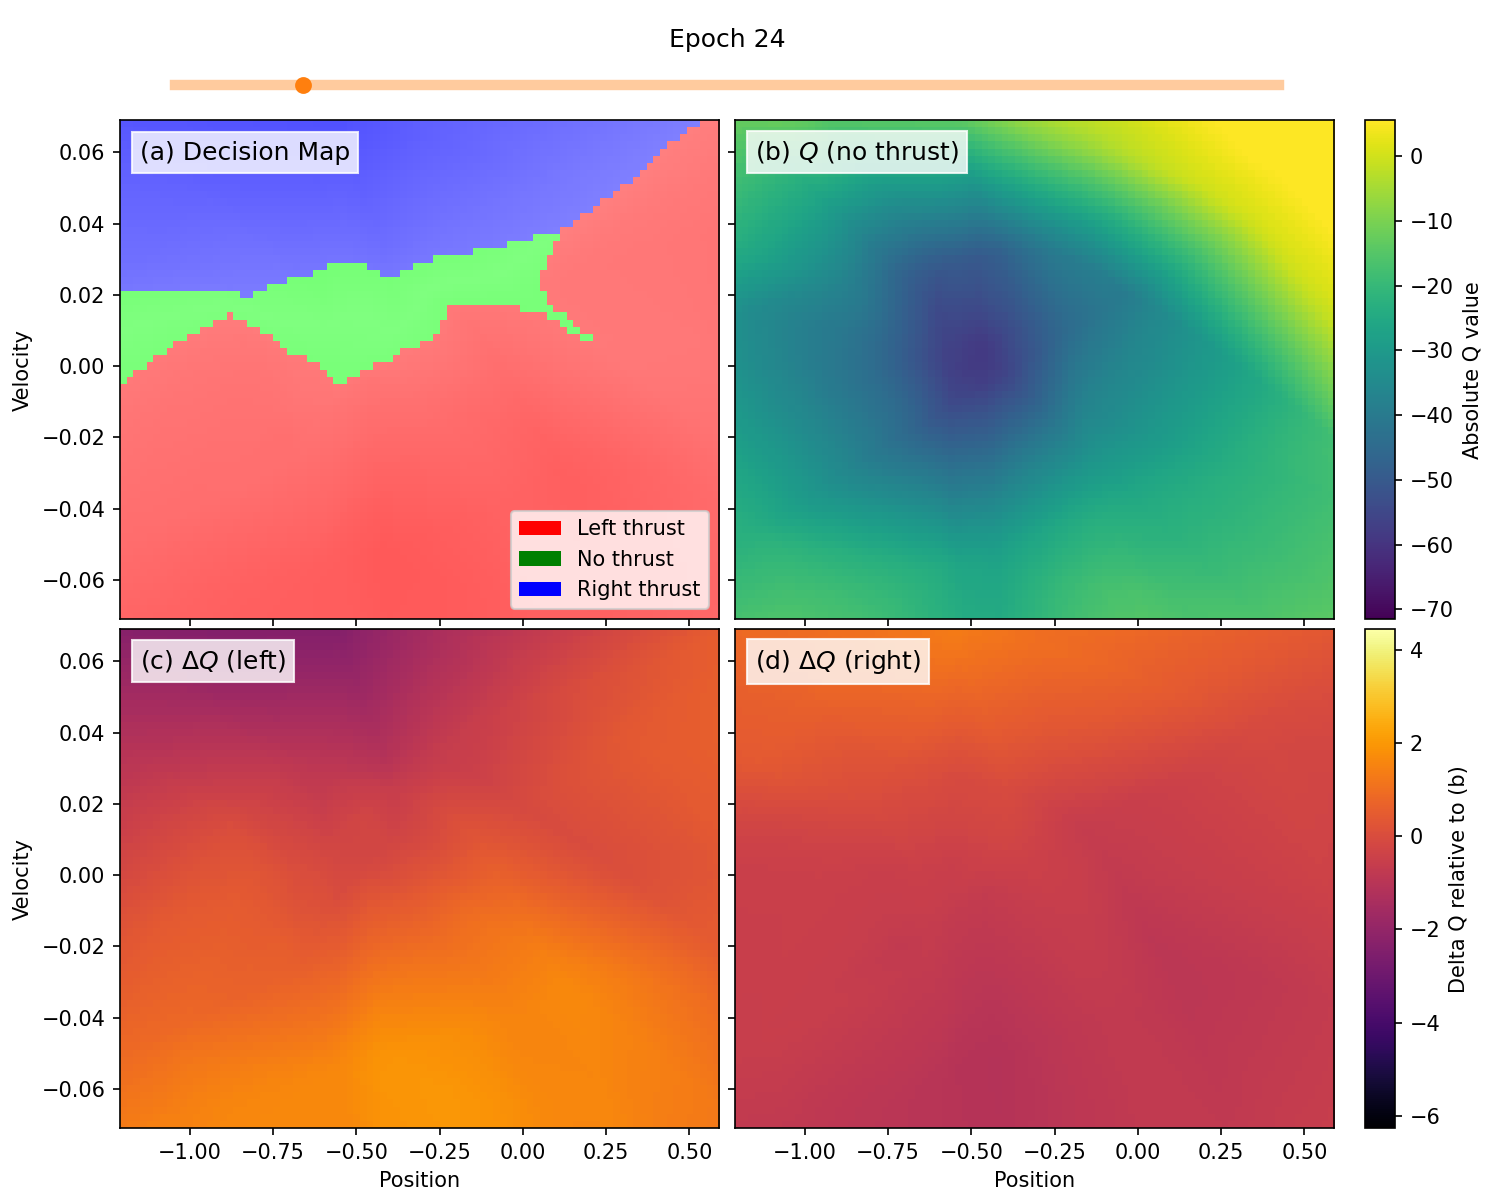 Epoch 24
(a) Decision Map
(b) Q (no thrust)
0.06
0.04
0.02
0.00
−0.02
−0.04
−0.06
Velocity
Left thrust
No thrust
Right thrust
0
−10
−20
−30
−40
−50
−60
−70
Absolute Q value
(c) ΔQ (left)
(d) ΔQ (right)
0.06
0.04
0.02
0.00
−0.02
−0.04
−0.06
Velocity
4
2
0
−2
−4
−6
Delta Q relative to (b)
−1.00 −0.75 −0.50 −0.25 0.00 0.25 0.50
Position
−1.00 −0.75 −0.50 −0.25 0.00 0.25 0.50
Position